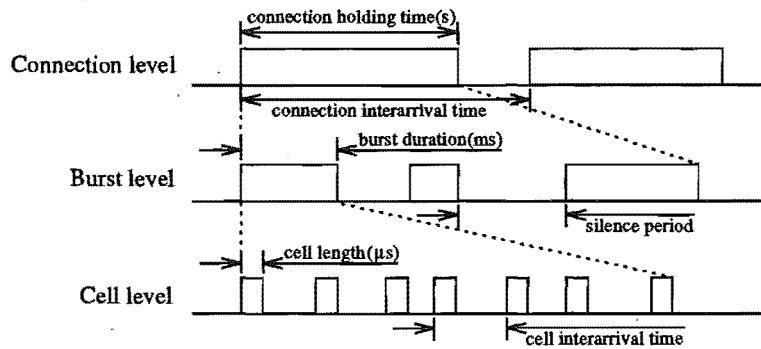 connection holding time(s)
Connection level
connection interarrival time
burst duration(ms)
Burst level
silence period
cell length(μs)
Cell level
cell interarrival time